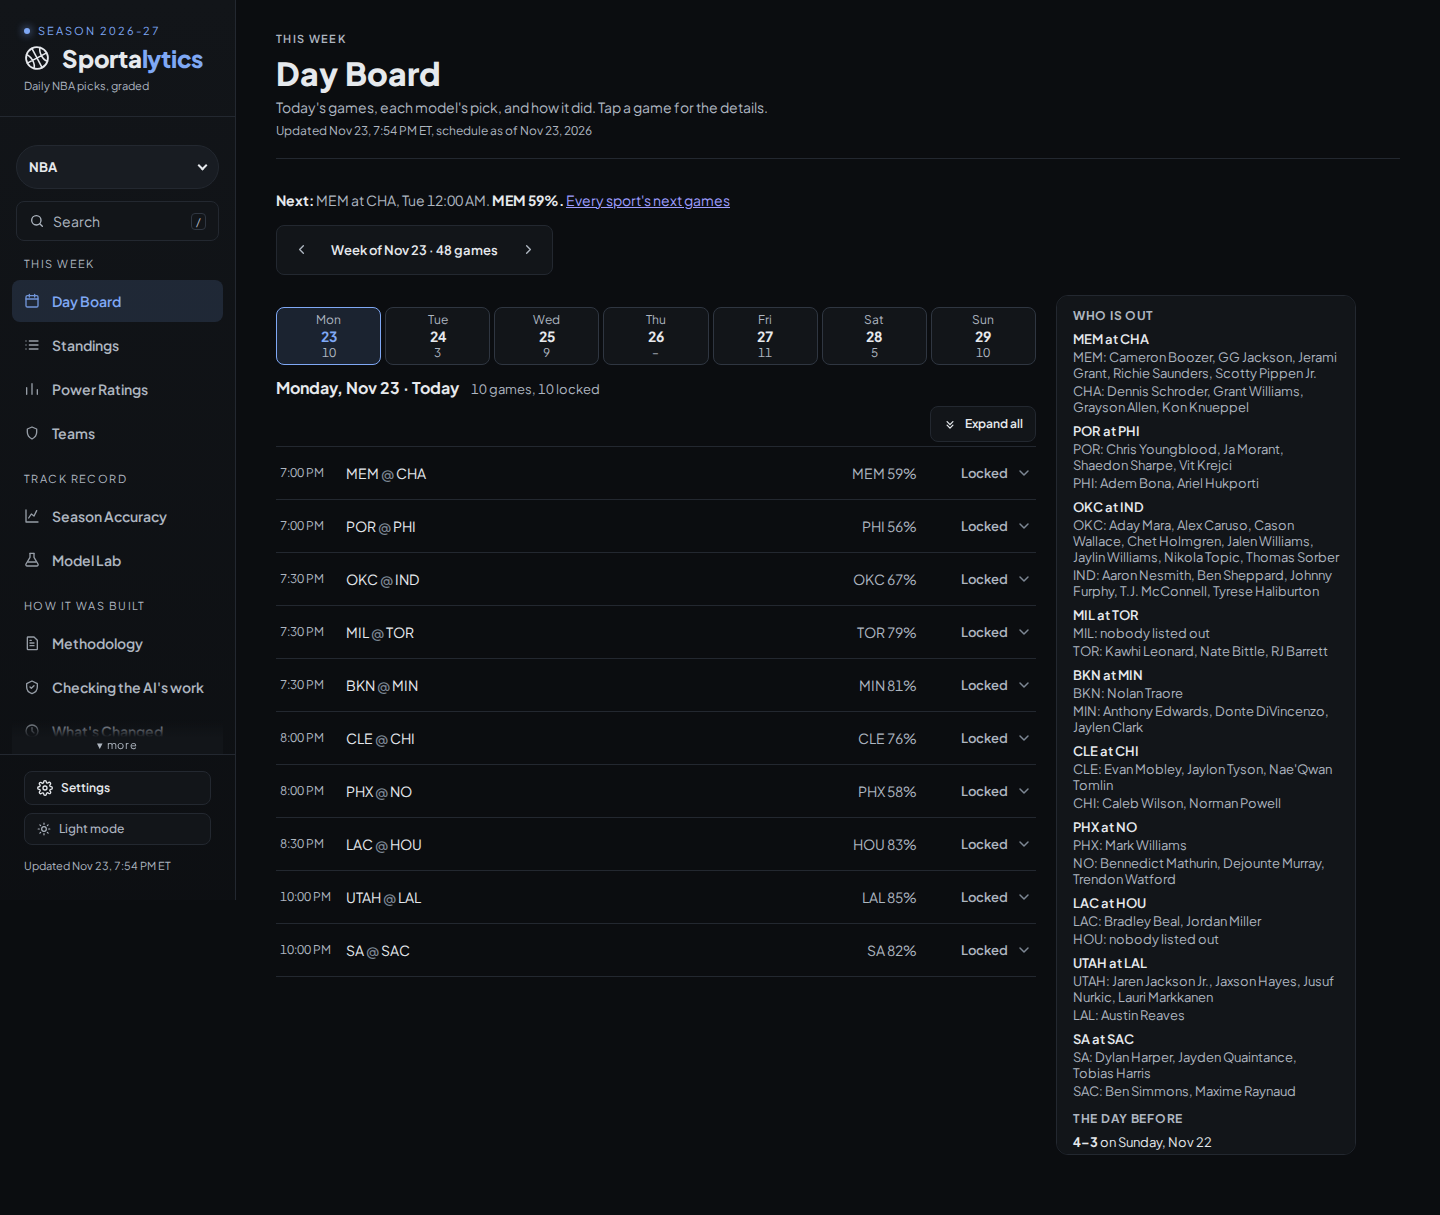 SEASON 2026-27
Sportalytics
Daily NBA picks, graded
NBA
Search /
THIS WEEK
Day Board
Standings
Power Ratings
Teams
TRACK RECORD
Season Accuracy
Model Lab
HOW IT WAS BUILT
Methodology
Checking the AI's work
What's Changed
▾ more
Settings
Light mode
Updated Nov 23, 7:54 PM ET
THIS WEEK
Day Board
Today's games, each model's pick, and how it did. Tap a game for the details.
Updated Nov 23, 7:54 PM ET, schedule as of Nov 23, 2026
Next: MEM at CHA, Tue 12:00 AM. MEM 59%. Every sport's next games
Week of Nov 23 · 48 games
Mon 23 10
Tue 24 3
Wed 25 9
Thu 26 –
Fri 27 11
Sat 28 5
Sun 29 10
Monday, Nov 23 · Today 10 games, 10 locked
Expand all
7:00 PM MEM @ CHA MEM 59% Locked
7:00 PM POR @ PHI PHI 56% Locked
7:30 PM OKC @ IND OKC 67% Locked
7:30 PM MIL @ TOR TOR 79% Locked
7:30 PM BKN @ MIN MIN 81% Locked
8:00 PM CLE @ CHI CLE 76% Locked
8:00 PM PHX @ NO PHX 58% Locked
8:30 PM LAC @ HOU HOU 83% Locked
10:00 PM UTAH @ LAL LAL 85% Locked
10:00 PM SA @ SAC SA 82% Locked
WHO IS OUT
MEM at CHA
MEM: Cameron Boozer, GG Jackson, Jerami
Grant, Richie Saunders, Scotty Pippen Jr.
CHA: Dennis Schroder, Grant Williams,
Grayson Allen, Kon Knueppel
POR at PHI
POR: Chris Youngblood, Ja Morant,
Shaedon Sharpe, Vit Krejci
PHI: Adem Bona, Ariel Hukporti
OKC at IND
OKC: Aday Mara, Alex Caruso, Cason
Wallace, Chet Holmgren, Jalen Williams,
Jaylin Williams, Nikola Topic, Thomas Sorber
IND: Aaron Nesmith, Ben Sheppard, Johnny
Furphy, T.J. McConnell, Tyrese Haliburton
MIL at TOR
MIL: nobody listed out
TOR: Kawhi Leonard, Nate Bittle, RJ Barrett
BKN at MIN
BKN: Nolan Traore
MIN: Anthony Edwards, Donte DiVincenzo,
Jaylen Clark
CLE at CHI
CLE: Evan Mobley, Jaylon Tyson, Nae'Qwan
Tomlin
CHI: Caleb Wilson, Norman Powell
PHX at NO
PHX: Mark Williams
NO: Bennedict Mathurin, Dejounte Murray,
Trendon Watford
LAC at HOU
LAC: Bradley Beal, Jordan Miller
HOU: nobody listed out
UTAH at LAL
UTAH: Jaren Jackson Jr., Jaxson Hayes, Jusuf
Nurkic, Lauri Markkanen
LAL: Austin Reaves
SA at SAC
SA: Dylan Harper, Jayden Quaintance,
Tobias Harris
SAC: Ben Simmons, Maxime Raynaud
THE DAY BEFORE
4–3 on Sunday, Nov 22